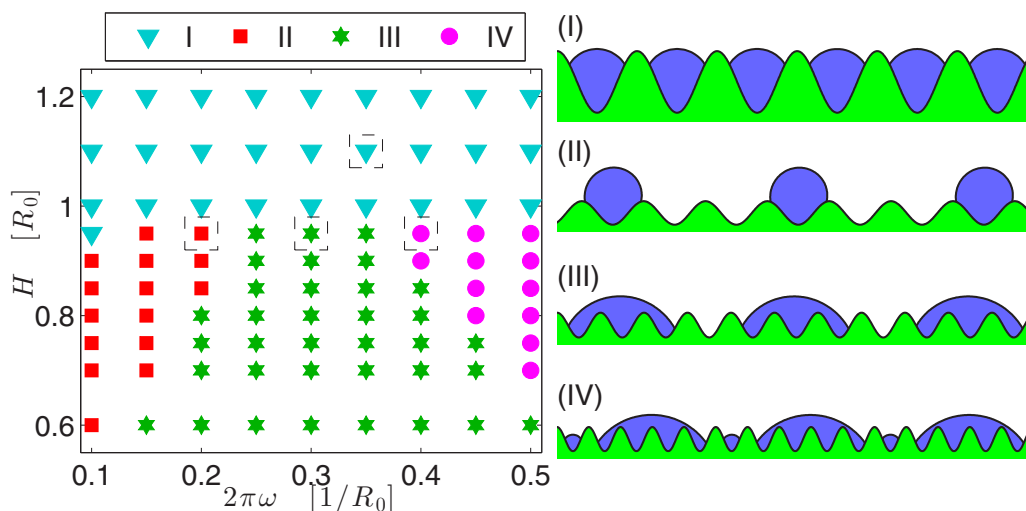 I II III IV
1.2
1
0.8
0.6
H [R₀]
0.1 0.2 0.3 0.4 0.5
2πω [1/R₀]
(I)
(II)
(III)
(IV)